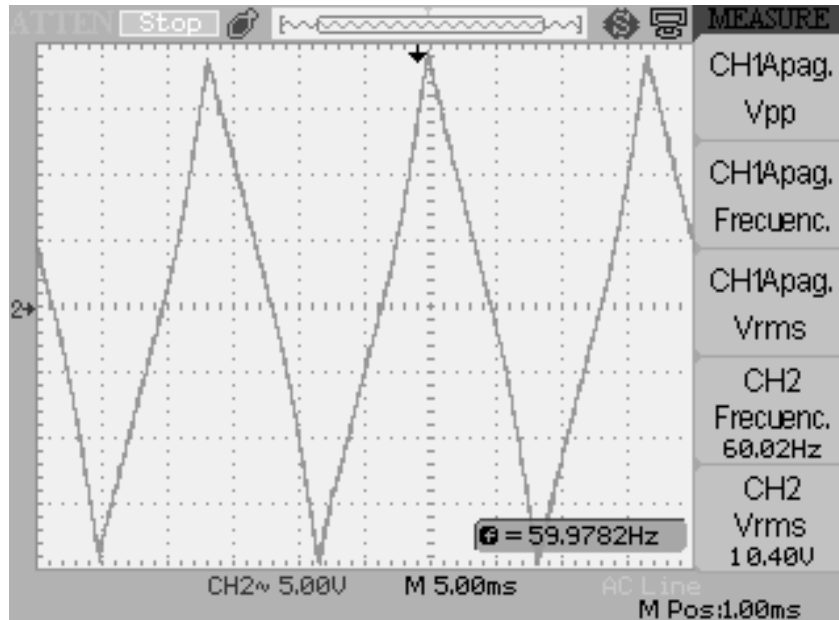 ATTEN Stop MEASURE
CH1Apag.
Vpp
CH1Apag.
Frecuenc.
CH1Apag.
Vrms
CH2
Frecuenc.
60.02Hz
CH2
Vrms
10.40V
2
f = 59.9782Hz
CH2~ 5.00V M 5.00ms AC Line
M Pos:1.00ms